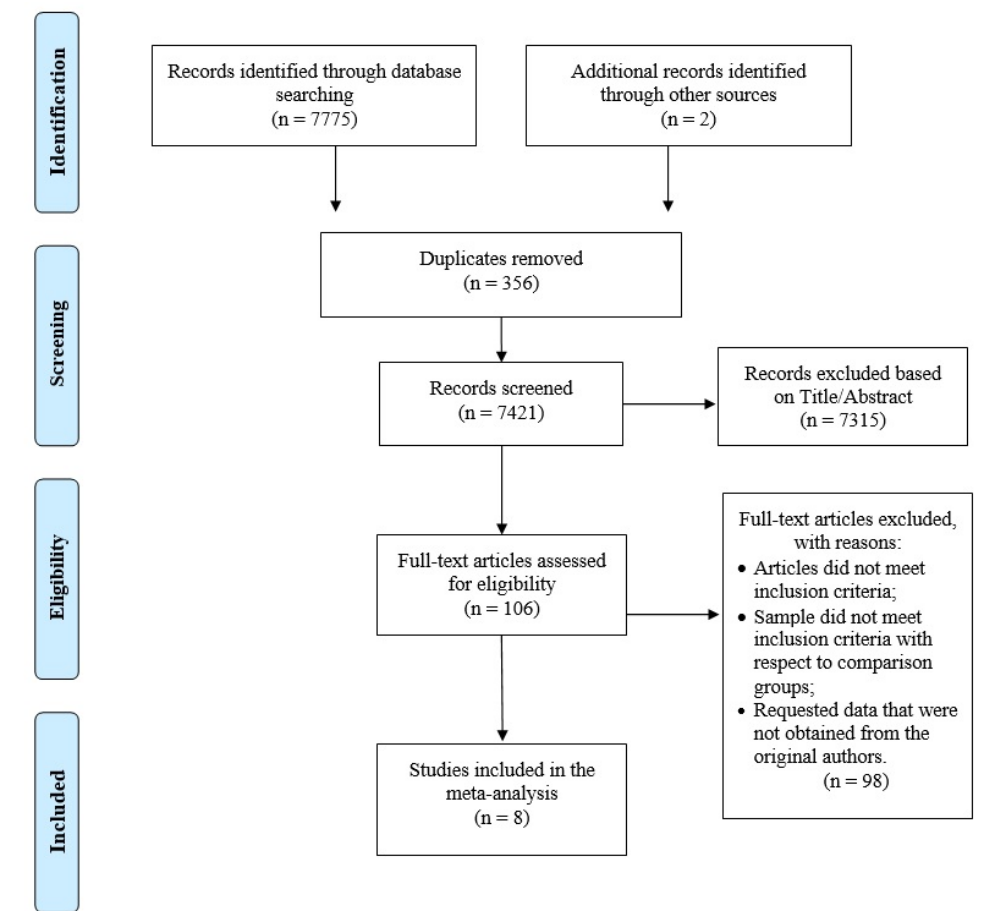 Identification
Records identified through database
searching
(n = 7775)
Additional records identified
through other sources
(n = 2)
Screening
Duplicates removed
(n = 356)
Records screened
(n = 7421)
Records excluded based
on Title/Abstract
(n = 7315)
Eligibility
Full-text articles assessed
for eligibility
(n = 106)
Full-text articles excluded,
with reasons:
• Articles did not meet
inclusion criteria;
• Sample did not meet
inclusion criteria with
respect to comparison
groups;
• Requested data that were
not obtained from the
original authors.
(n = 98)
Included
Studies included in the
meta-analysis
(n = 8)